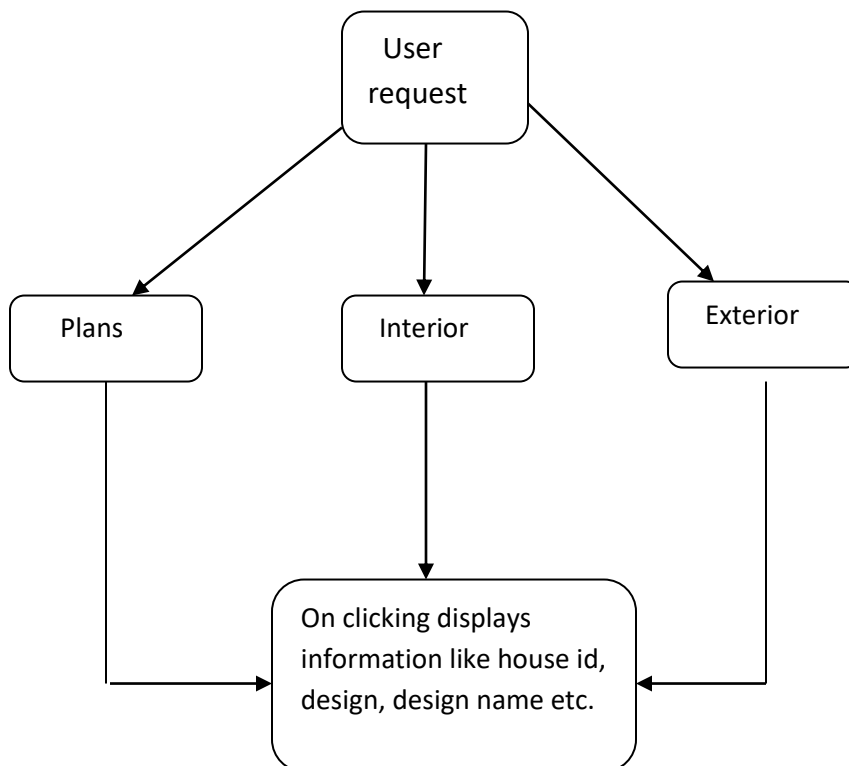 User
request
Plans
Interior
Exterior
On clicking displays
information like house id,
design, design name etc.